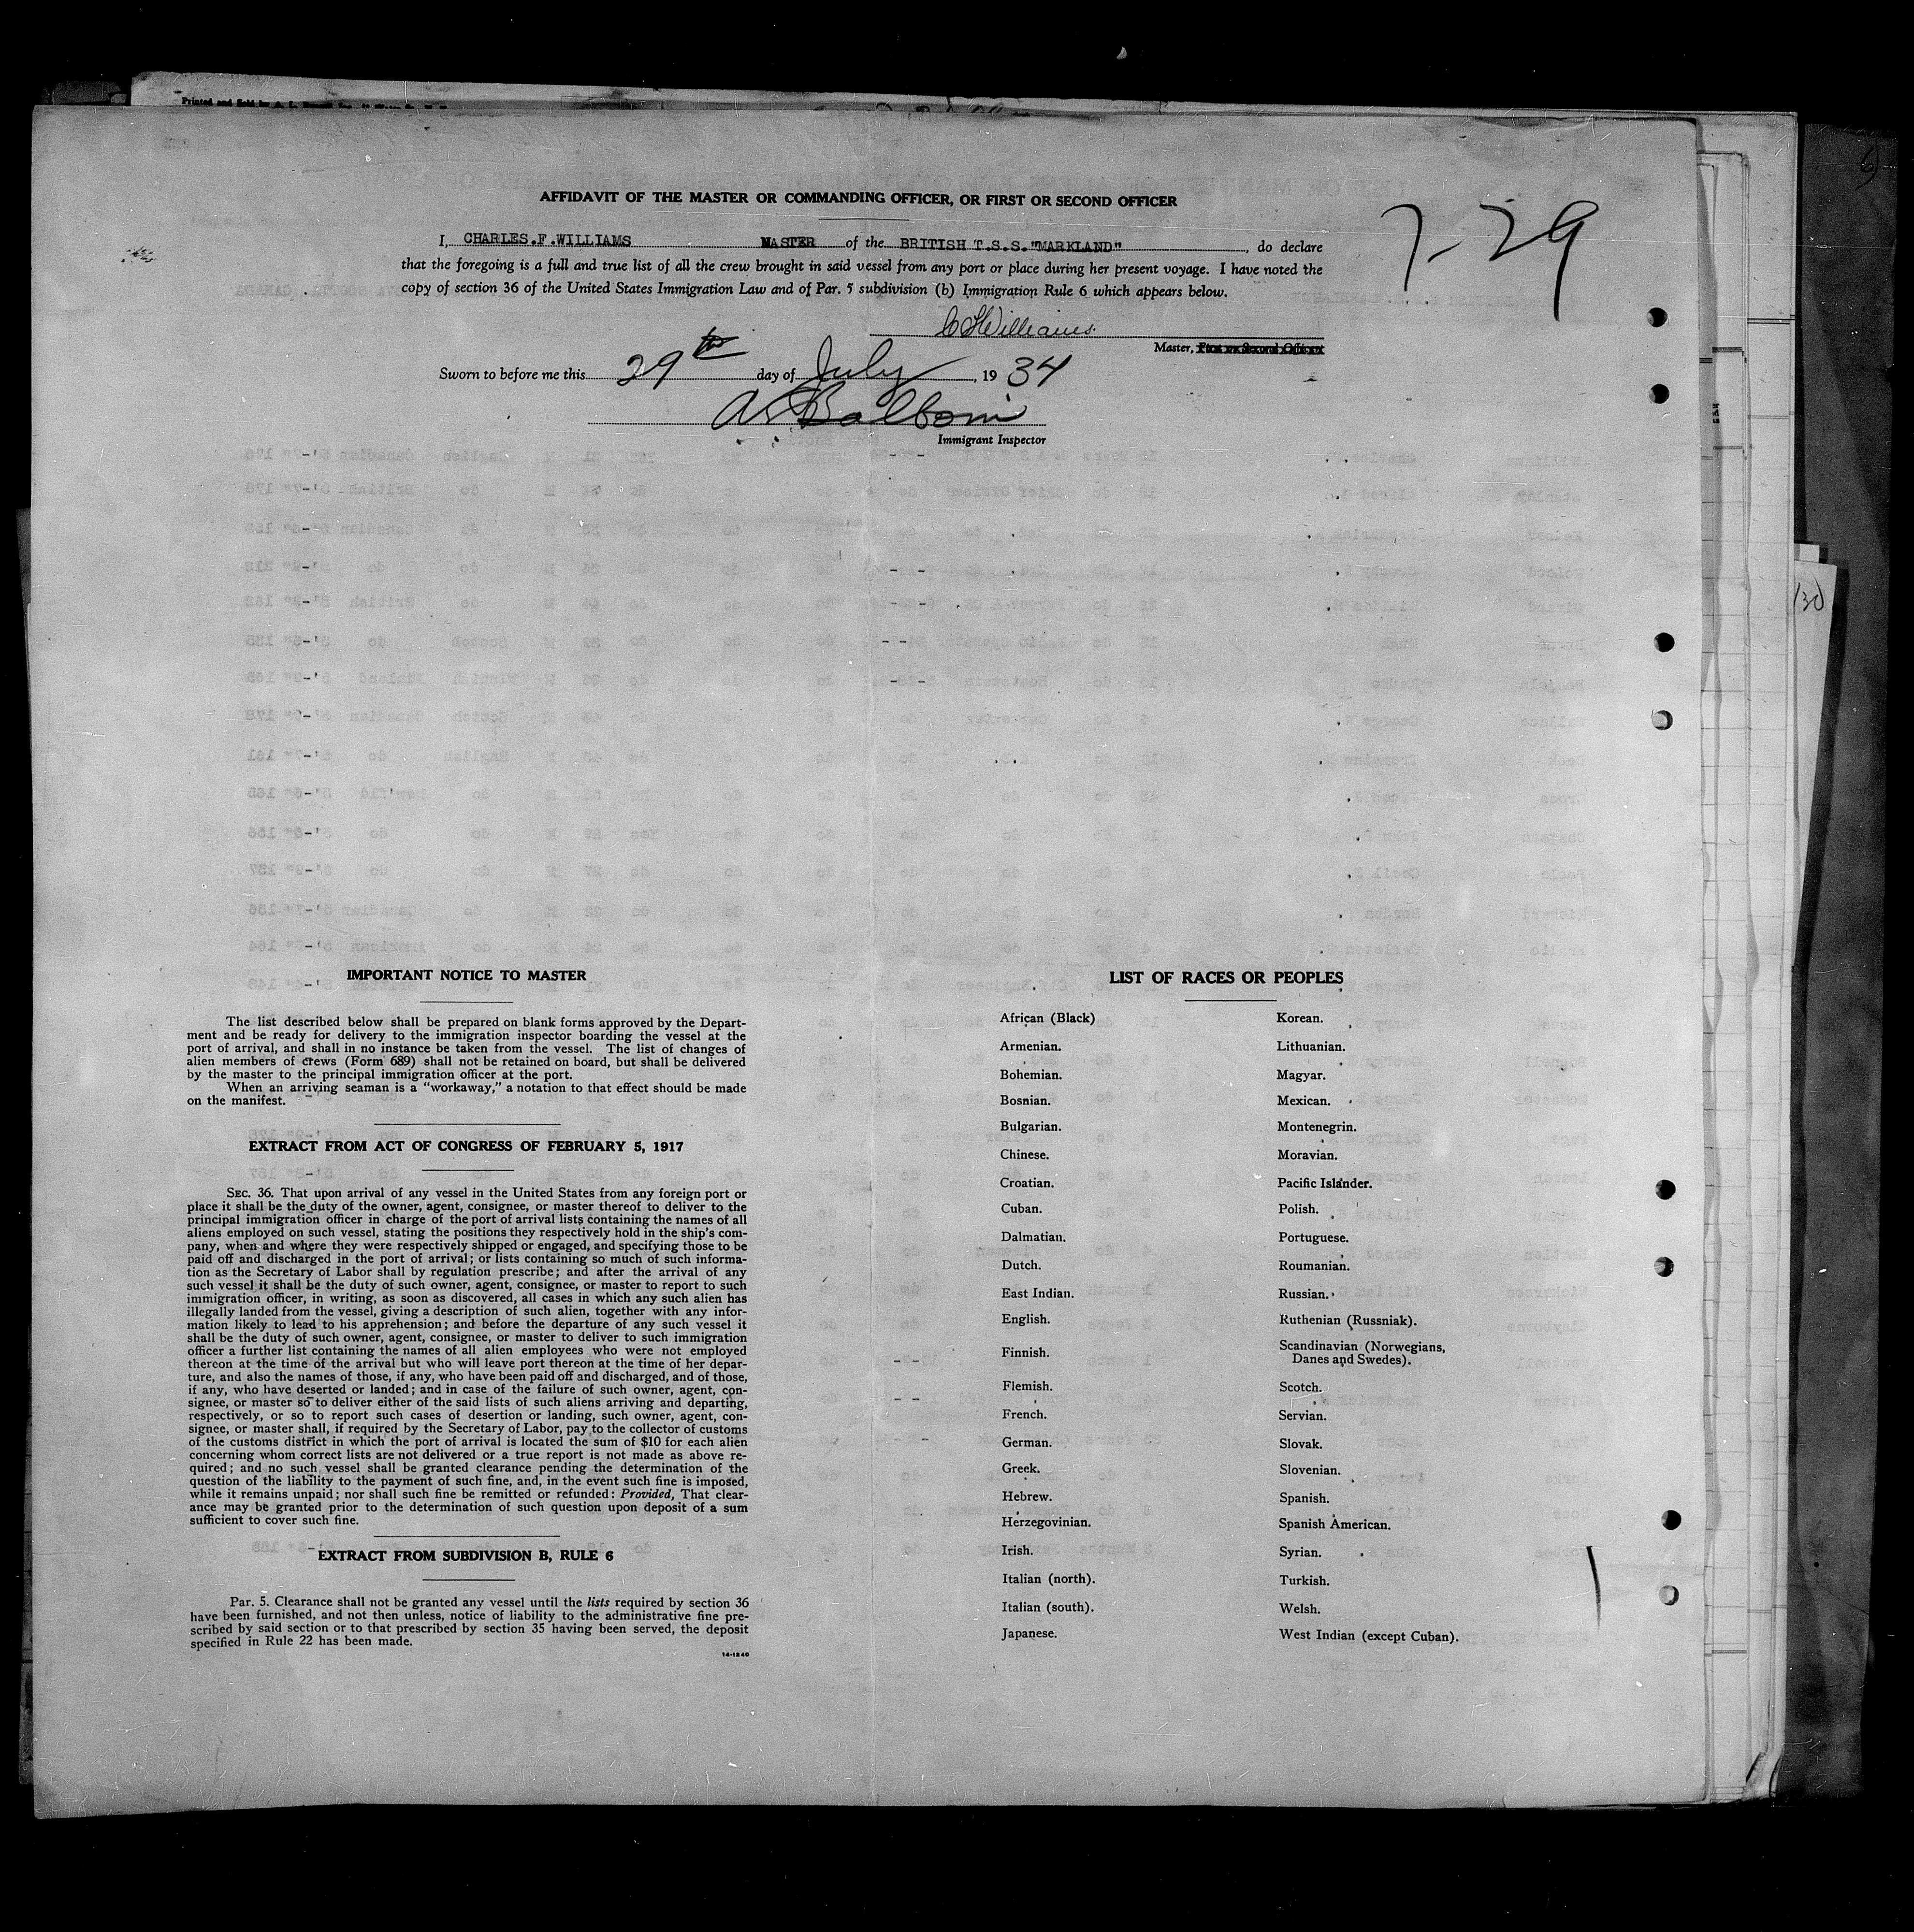 AFFIDAVIT OF THE MASTER OR COMMANDING OFFICER, OR FIRST OR SECOND OFFICER
7-29
I, CHARLES.F.WILLIAMS MASTER of the BRITISH T.S.S."MARKLAND", do declare
that the foregoing is a full and true list of all the crew brought in said vessel from any port or place during her present voyage. I have noted the
copy of section 36 of the United States Immigration Law and of Par. 5 subdivision (b) Immigration Rule 6 which appears below.
C F Williams.
Master, First or Second Officer
Sworn to before me this 29th day of July, 1934
Immigrant Inspector
130
IMPORTANT NOTICE TO MASTER
The list described below shall be prepared on blank forms approved by the Depart-
ment and be ready for delivery to the immigration inspector boarding the vessel at the
port of arrival, and shall in no instance be taken from the vessel. The list of changes of
alien members of crews (Form 689) shall not be retained on board, but shall be delivered
by the master to the principal immigration officer at the port.
When an arriving seaman is a "workaway," a notation to that effect should be made
on the manifest.
EXTRACT FROM ACT OF CONGRESS OF FEBRUARY 5, 1917
SEC. 36. That upon arrival of any vessel in the United States from any foreign port or
place it shall be the duty of the owner, agent, consignee, or master thereof to deliver to the
principal immigration officer in charge of the port of arrival lists containing the names of all
aliens employed on such vessel, stating the positions they respectively hold in the ship's com-
pany, when and where they were respectively shipped or engaged, and specifying those to be
paid off and discharged in the port of arrival; or lists containing so much of such informa-
tion as the Secretary of Labor shall by regulation prescribe; and after the arrival of any
such vessel it shall be the duty of such owner, agent, consignee, or master to report to such
immigration officer, in writing, as soon as discovered, all cases in which any such alien has
illegally landed from the vessel, giving a description of such alien, together with any infor-
mation likely to lead to his apprehension; and before the departure of any such vessel it
shall be the duty of such owner, agent, consignee, or master to deliver to such immigration
officer a further list containing the names of all alien employees who were not employed
thereon at the time of the arrival but who will leave port thereon at the time of her depar-
ture, and also the names of those, if any, who have been paid off and discharged, and of those,
if any, who have deserted or landed; and in case of the failure of such owner, agent, con-
signee, or master so to deliver either of the said lists of such aliens arriving and departing,
respectively, or so to report such cases of desertion or landing, such owner, agent, con-
signee, or master shall, if required by the Secretary of Labor, pay to the collector of customs
of the customs district in which the port of arrival is located the sum of $10 for each alien
concerning whom correct lists are not delivered or a true report is not made as above re-
quired; and no such vessel shall be granted clearance pending the determination of the
question of the liability to the payment of such fine, and, in the event such fine is imposed,
while it remains unpaid; nor shall such fine be remitted or refunded: Provided, That clear-
ance may be granted prior to the determination of such question upon deposit of a sum
sufficient to cover such fine.
EXTRACT FROM SUBDIVISION B, RULE 6
Par. 5. Clearance shall not be granted any vessel until the lists required by section 36
have been furnished, and not then unless, notice of liability to the administrative fine pre-
scribed by said section or to that prescribed by section 35 having been served, the deposit
specified in Rule 22 has been made.
14-1240
LIST OF RACES OR PEOPLES
African (Black)
Armenian.
Bohemian.
Bosnian.
Bulgarian.
Chinese.
Croatian.
Cuban.
Dalmatian.
Dutch.
East Indian.
English.
Finnish.
Flemish.
French.
German.
Greek.
Hebrew.
Herzegovinian.
Irish.
Italian (north).
Italian (south).
Japanese.
Korean.
Lithuanian.
Magyar.
Mexican.
Montenegrin.
Moravian.
Pacific Islander.
Polish.
Portuguese.
Roumanian.
Russian.
Ruthenian (Russniak).
Scandinavian (Norwegians,
Danes and Swedes).
Scotch.
Servian.
Slovak.
Slovenian.
Spanish.
Spanish American.
Syrian.
Turkish.
Welsh.
West Indian (except Cuban).